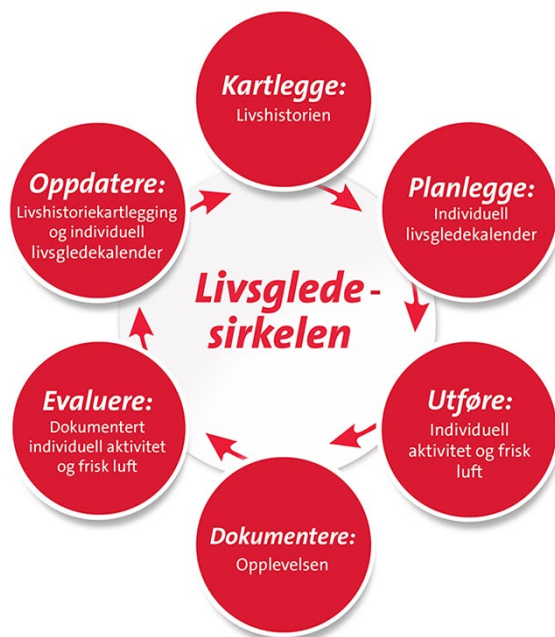 Kartlegge:
Livshistorien
Planlegge:
Individuell
livsgledekalender
Utføre:
Individuell
aktivitet og frisk
luft
Dokumentere:
Opplevelsen
Evaluere:
Dokumentert
individuell aktivitet
og frisk luft
Oppdatere:
Livshistoriekartlegging
og individuell
livsgledekalender
Livsglede-
sirkelen